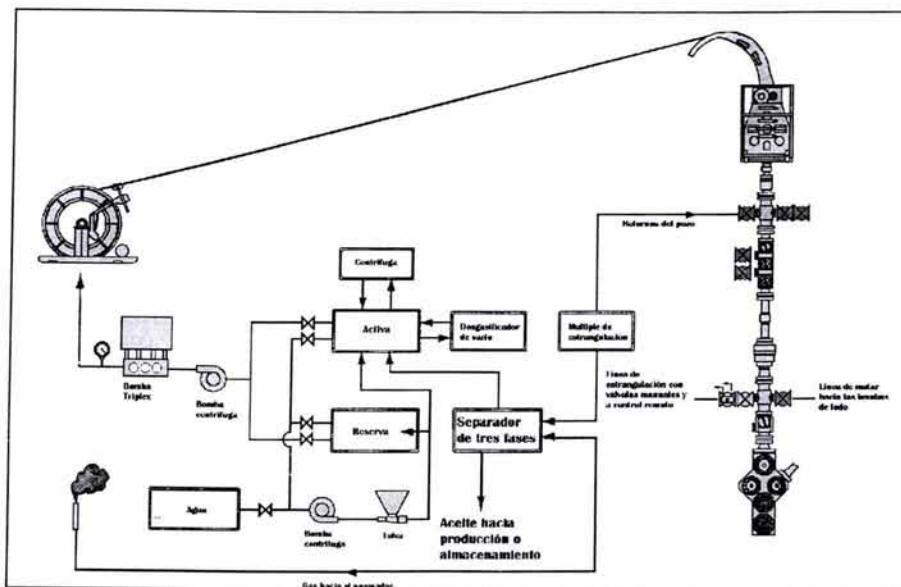 Centrífuga
Retornos del pozo
Activa
Desgasificador
de vacío
Multiple de
estrangulación
Bomba
Triplex
Bomba
centrífuga
Línea de
estrangulación con
valvulas manuales y
a control remoto
Línea de matar
hacia las bombas
de lodo
Reserva
Separador
de tres fases
Agua
Bomba
centrífuga
Tolva
Aceite hacia
producción o
almacenamiento
Gas hacia el quemador